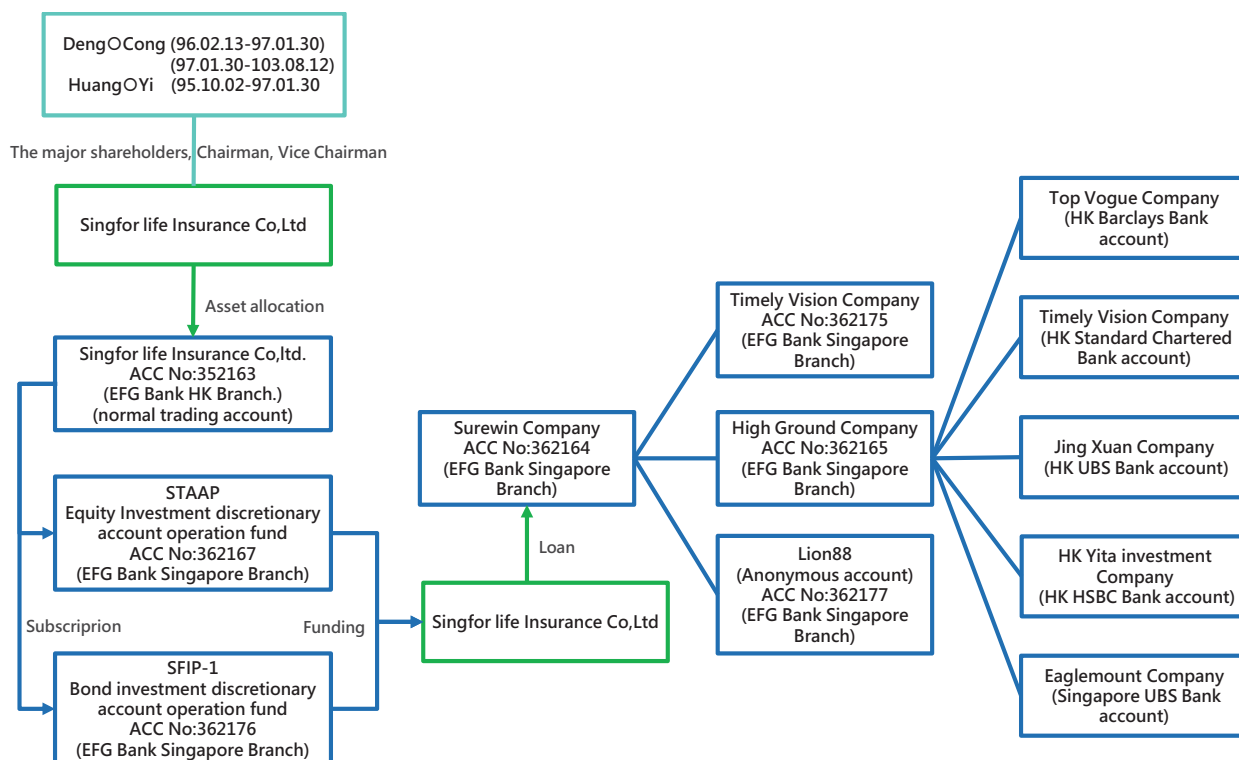 Deng〇Cong (96.02.13-97.01.30)
(97.01.30-103.08.12)
Huang〇Yi (95.10.02-97.01.30
The major shareholders, Chairman, Vice Chairman
Singfor life Insurance Co,Ltd
Asset allocation
Singfor life Insurance Co,ltd.
ACC No:352163
(EFG Bank HK Branch.)
(normal trading account)
STAAP
Equity Investment discretionary
account operation fund
ACC No:362167
(EFG Bank Singapore Branch)
Subscriprion
Funding
SFIP-1
Bond investment discretionary
account operation fund
ACC No:362176
(EFG Bank Singapore Branch)
Surewin Company
ACC No:362164
(EFG Bank Singapore
Branch)
Loan
Singfor life Insurance Co,Ltd
Timely Vision Company
ACC No:362175
(EFG Bank Singapore
Branch)
High Ground Company
ACC No:362165
(EFG Bank Singapore
Branch)
Lion88
(Anonymous account)
ACC No:362177
(EFG Bank Singapore
Branch)
Top Vogue Company
(HK Barclays Bank
account)
Timely Vision Company
(HK Standard Chartered
Bank account)
Jing Xuan Company
(HK UBS Bank account)
HK Yita investment
Company
(HK HSBC Bank account)
Eaglemount Company
(Singapore UBS Bank
account)